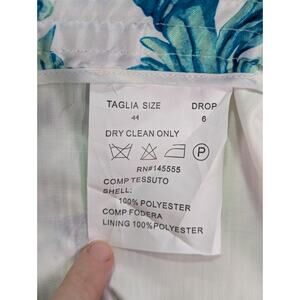 TAGLIA SIZE DROP
44 6
DRY CLEAN ONLY
P
RN#145555
COMP TESSUTO
SHELL:
100% POLYESTER
COMP FODERA
LINING 100%POLYESTER